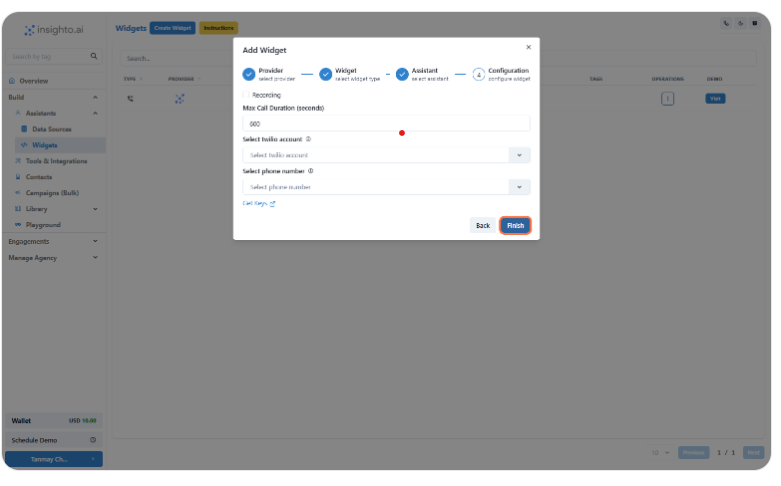 insighto.ai
Widgets Create Widget Instructions
Search by tag
Search...
Overview
TYPE PROVIDER TAGS OPERATIONS DEMO
Build
Assistants
Data Sources
Widgets
Tools & Integrations
Contacts
Campaigns (Bulk)
Library
Playground
Engagements
Manage Agency
Visit
Add Widget
Provider
select provider
Widget
select widget type
Assistant
select assistant
4
Configuration
configure widget
Recording
Max Call Duration (seconds)
600
Select twilio account
Select twilio account
Select phone number
Select phone number
Get Keys
Back Finish
Wallet USD 10.00
Schedule Demo
Tanmay Ch...
10 Previous 1 / 1 Next